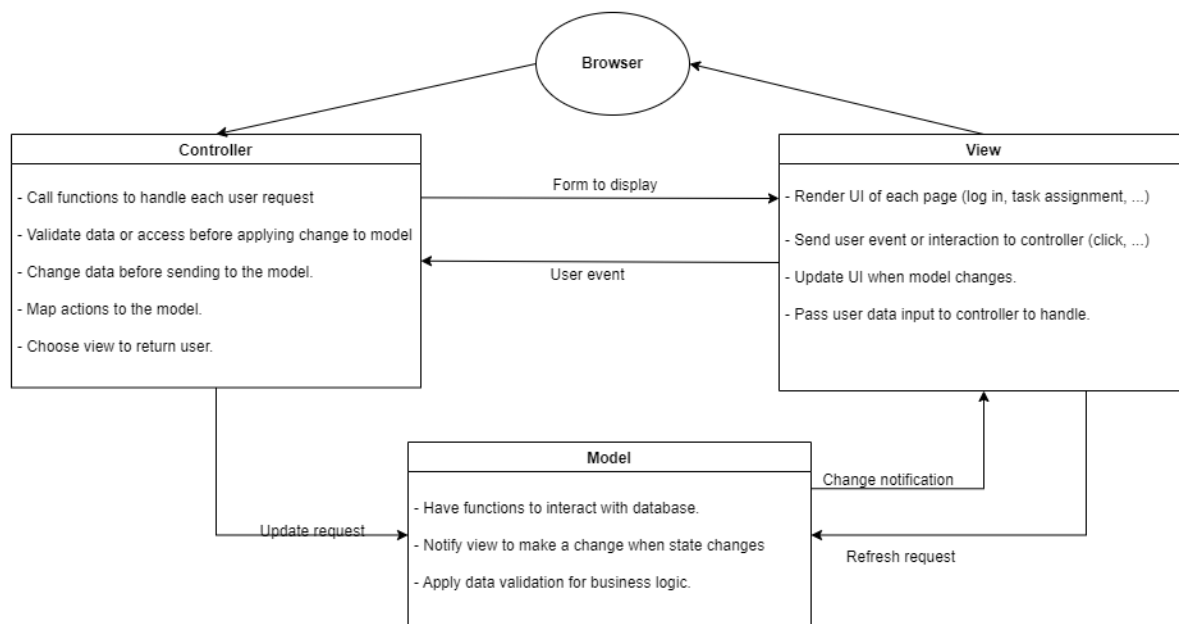 Browser
Controller
- Call functions to handle each user request
- Validate data or access before applying change to model
- Change data before sending to the model.
- Map actions to the model.
- Choose view to return user.
Form to display
User event
View
- Render UI of each page (log in, task assignment, ...)
- Send user event or interaction to controller (click, ...)
- Update UI when model changes.
- Pass user data input to controller to handle.
Update request
Model
- Have functions to interact with database.
- Notify view to make a change when state changes
- Apply data validation for business logic.
Change notification
Refresh request